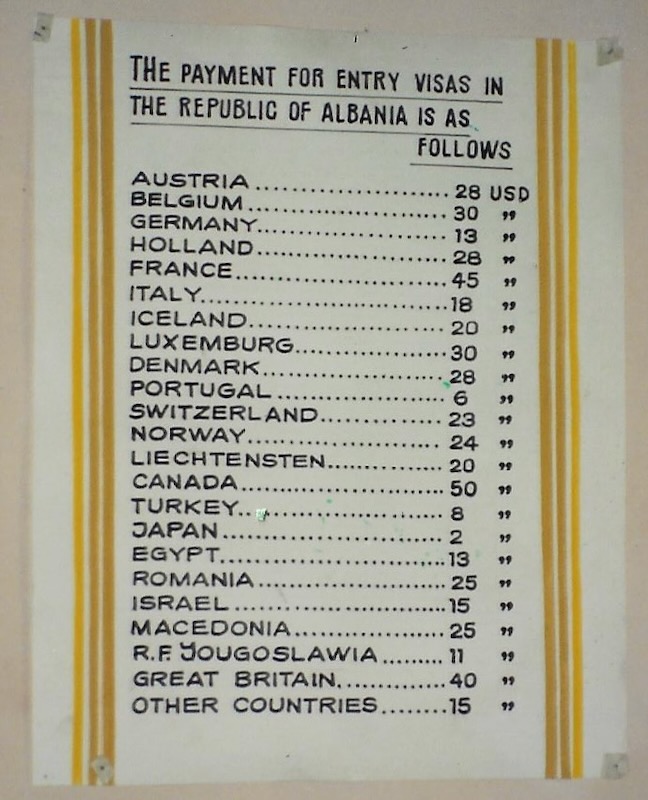 THE PAYMENT FOR ENTRY VISAS IN
THE REPUBLIC OF ALBANIA IS AS
FOLLOWS
AUSTRIA........................28 USD
BELGIUM........................30 "
GERMANY........................13 "
HOLLAND........................28 "
FRANCE.........................45 "
ITALY..........................18 "
ICELAND........................20 "
LUXEMBURG......................30 "
DENMARK........................28 "
PORTUGAL.......................6 "
SWITZERLAND....................23 "
NORWAY.........................24 "
LIECHTENSTEN...................20 "
CANADA.........................50 "
TURKEY.........................8 "
JAPAN..........................2 "
EGYPT..........................13 "
ROMANIA........................25 "
ISRAEL.........................15 "
MACEDONIA......................25 "
R.F. JOUGOSLAWIA.........11 "
GREAT BRITAIN..............40 "
OTHER COUNTRIES........15 "